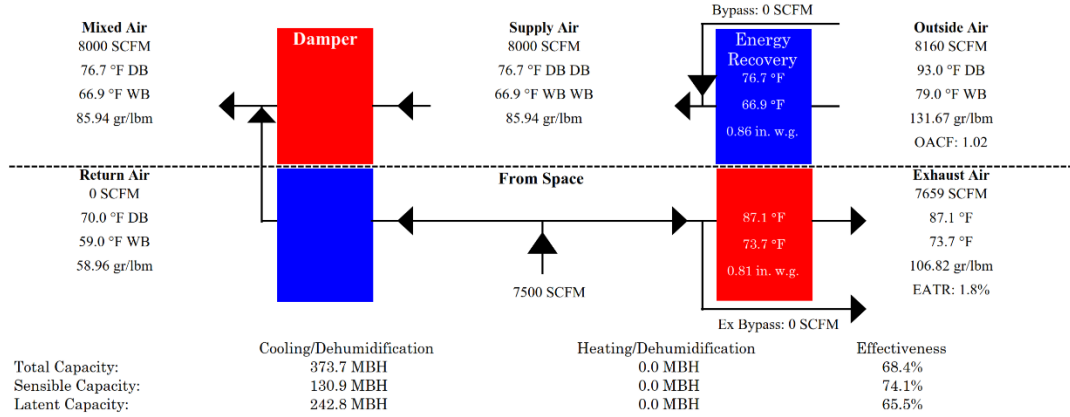 Bypass: 0 SCFM
Mixed Air
8000 SCFM
76.7 °F DB
66.9 °F WB
85.94 gr/lbm
Damper
Supply Air
8000 SCFM
76.7 °F DB DB
66.9 °F WB WB
85.94 gr/lbm
Energy
Recovery
76.7 °F
66.9 °F
0.86 in. w.g.
Outside Air
8160 SCFM
93.0 °F DB
79.0 °F WB
131.67 gr/lbm
OACF: 1.02
Return Air
0 SCFM
70.0 °F DB
59.0 °F WB
58.96 gr/lbm
From Space
7500 SCFM
87.1 °F
73.7 °F
0.81 in. w.g.
Exhaust Air
7659 SCFM
87.1 °F
73.7 °F
106.82 gr/lbm
EATR: 1.8%
Ex Bypass: 0 SCFM
Cooling/Dehumidification Heating/Dehumidification Effectiveness
Total Capacity: 373.7 MBH 0.0 MBH 68.4%
Sensible Capacity: 130.9 MBH 0.0 MBH 74.1%
Latent Capacity: 242.8 MBH 0.0 MBH 65.5%